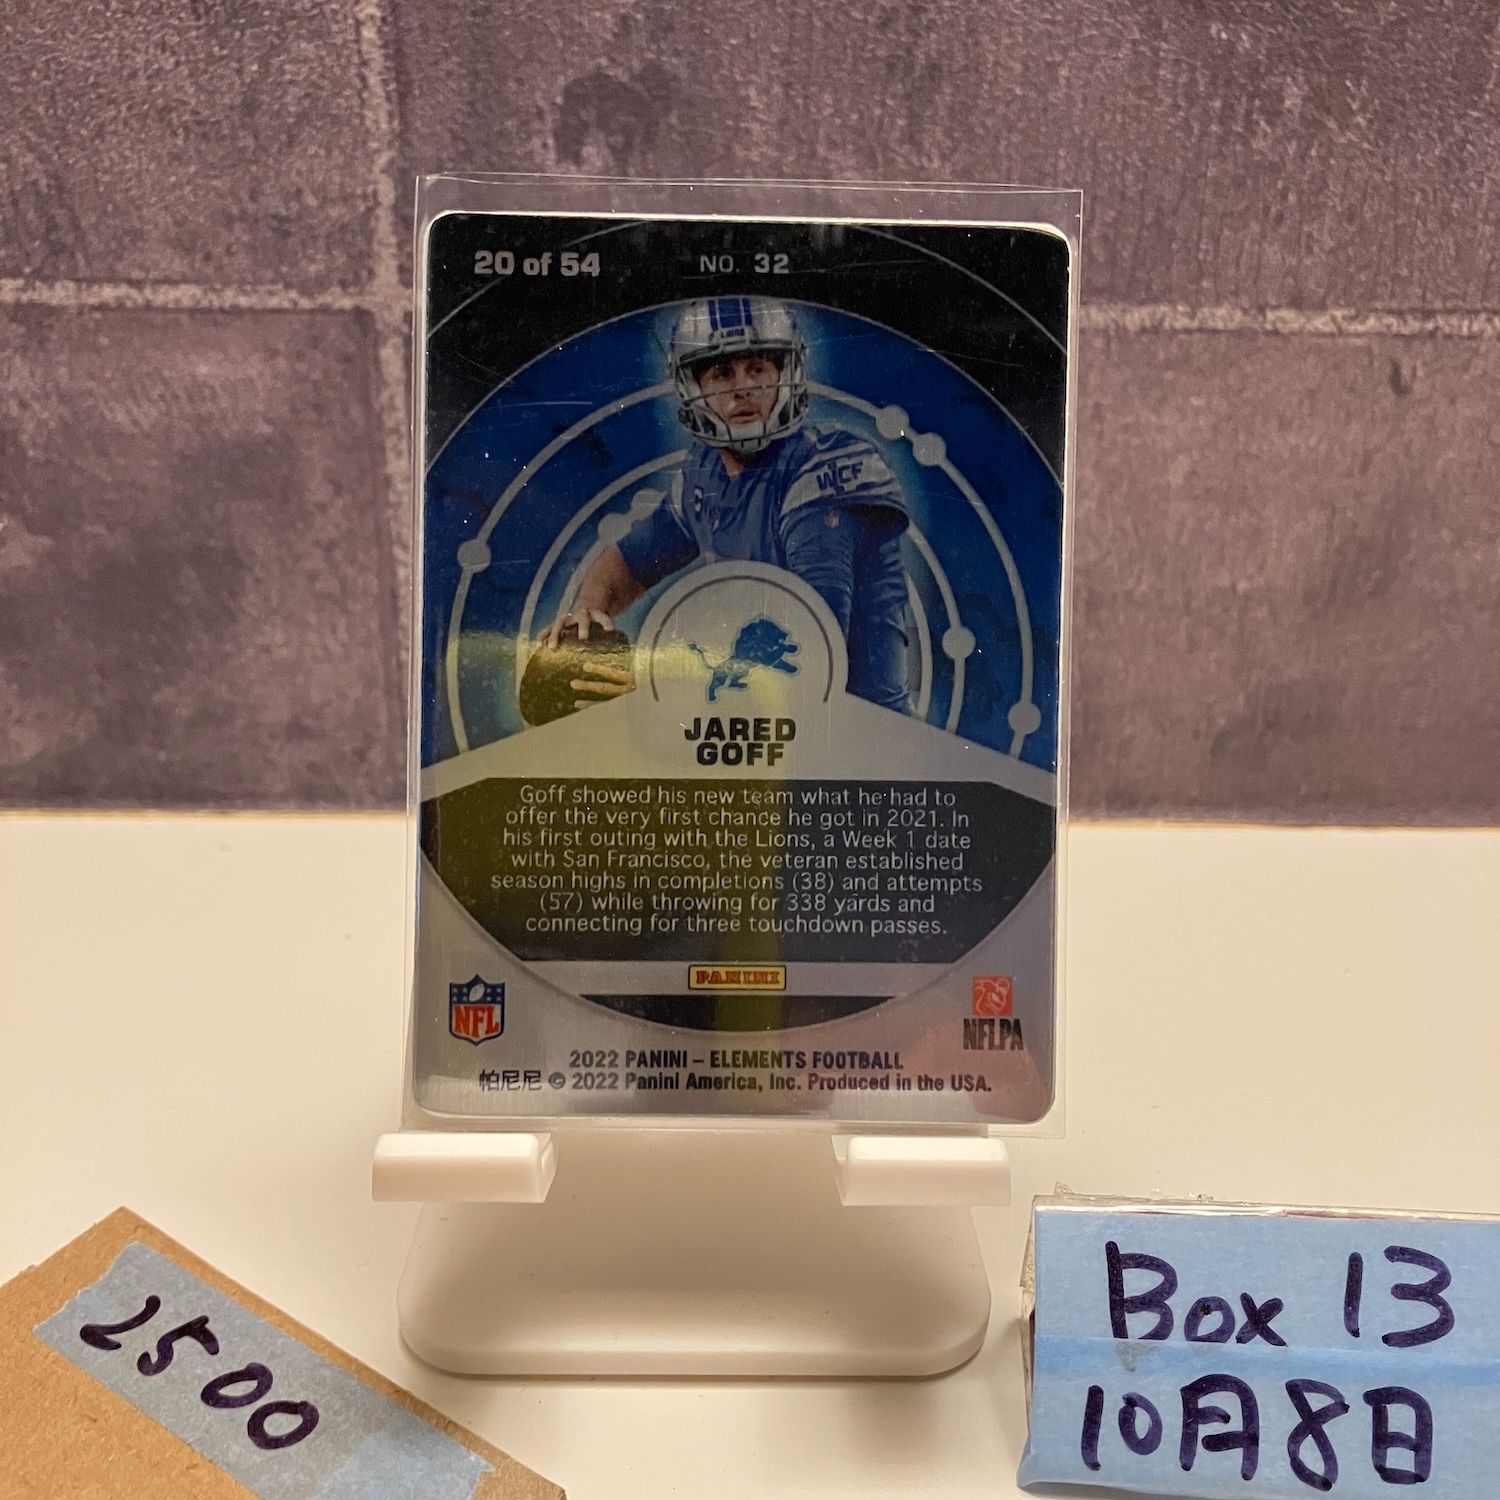 20 of 54
NO. 32
LIONS
WCF
JARED
GOFF
Goff showed his new team what he had to
offer the very first chance he got in 2021. In
his first outing with the Lions, a Week 1 date
with San Francisco, the veteran established
season highs in completions (38) and attempts
(57) while throwing for 338 yards and
connecting for three touchdown passes.
PANINI
NFL
NFLPA
2022 PANINI – ELEMENTS FOOTBALL
帕尼尼 © 2022 Panini America, Inc. Produced in the USA.
2500
Box 13
10月8日